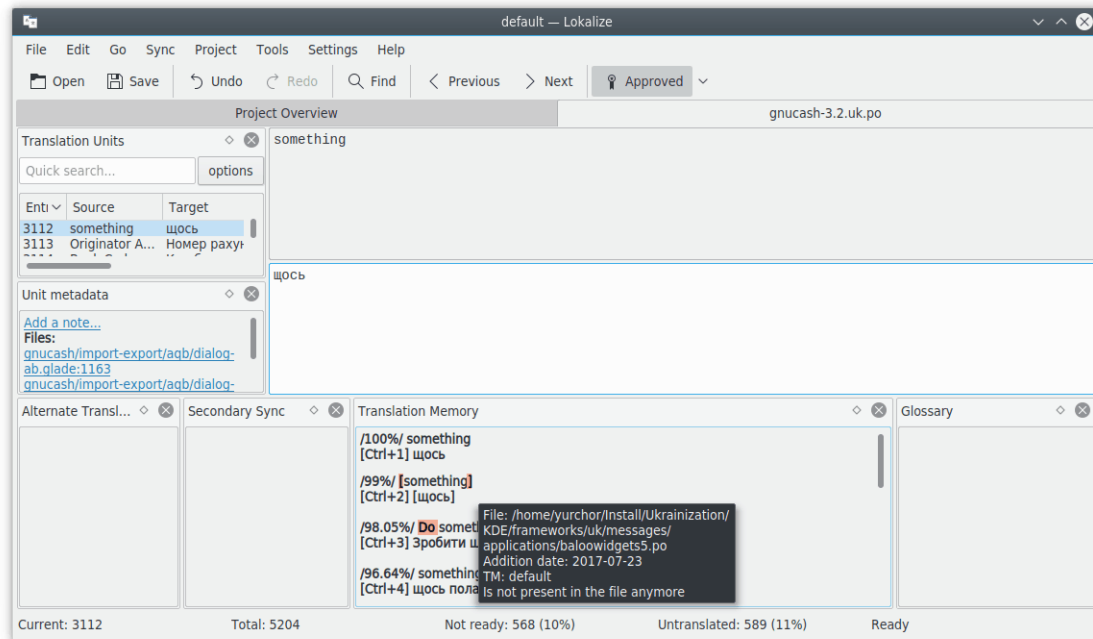 default — Lokalize
File Edit Go Sync Project Tools Settings Help
Open Save Undo Redo Find Previous Next Approved
Project Overview gnucash-3.2.uk.po
Translation Units
Quick search... options
Source Target
3112 something щось
3113 Originator A... Номер
Unit metadata
Add a note...
Files:
gnucash/import-export/aqb/dialog-
ab.glade:1163
gnucash/import-export/aqb/dialog-
something
щось
Alternate Transl... Secondary Sync Translation Memory Glossary
/100%/ something
[Ctrl+1] щось
/99%/ [something]
[Ctrl+2] [щось]
/98.05%/ Do
[Ctrl+3] Зробити
/96.64%/ something
[Ctrl+4] щось
File: /home/yurchor/Install/Ukrainization/
KDE/frameworks/uk/messages/
applications/baloowidgets5.po
Addition date: 2017-07-23
TM: default
Is not present in the file anymore
Current: 3112 Total: 5204 Not ready: 568 (10%) Untranslated: 589 (11%) Ready